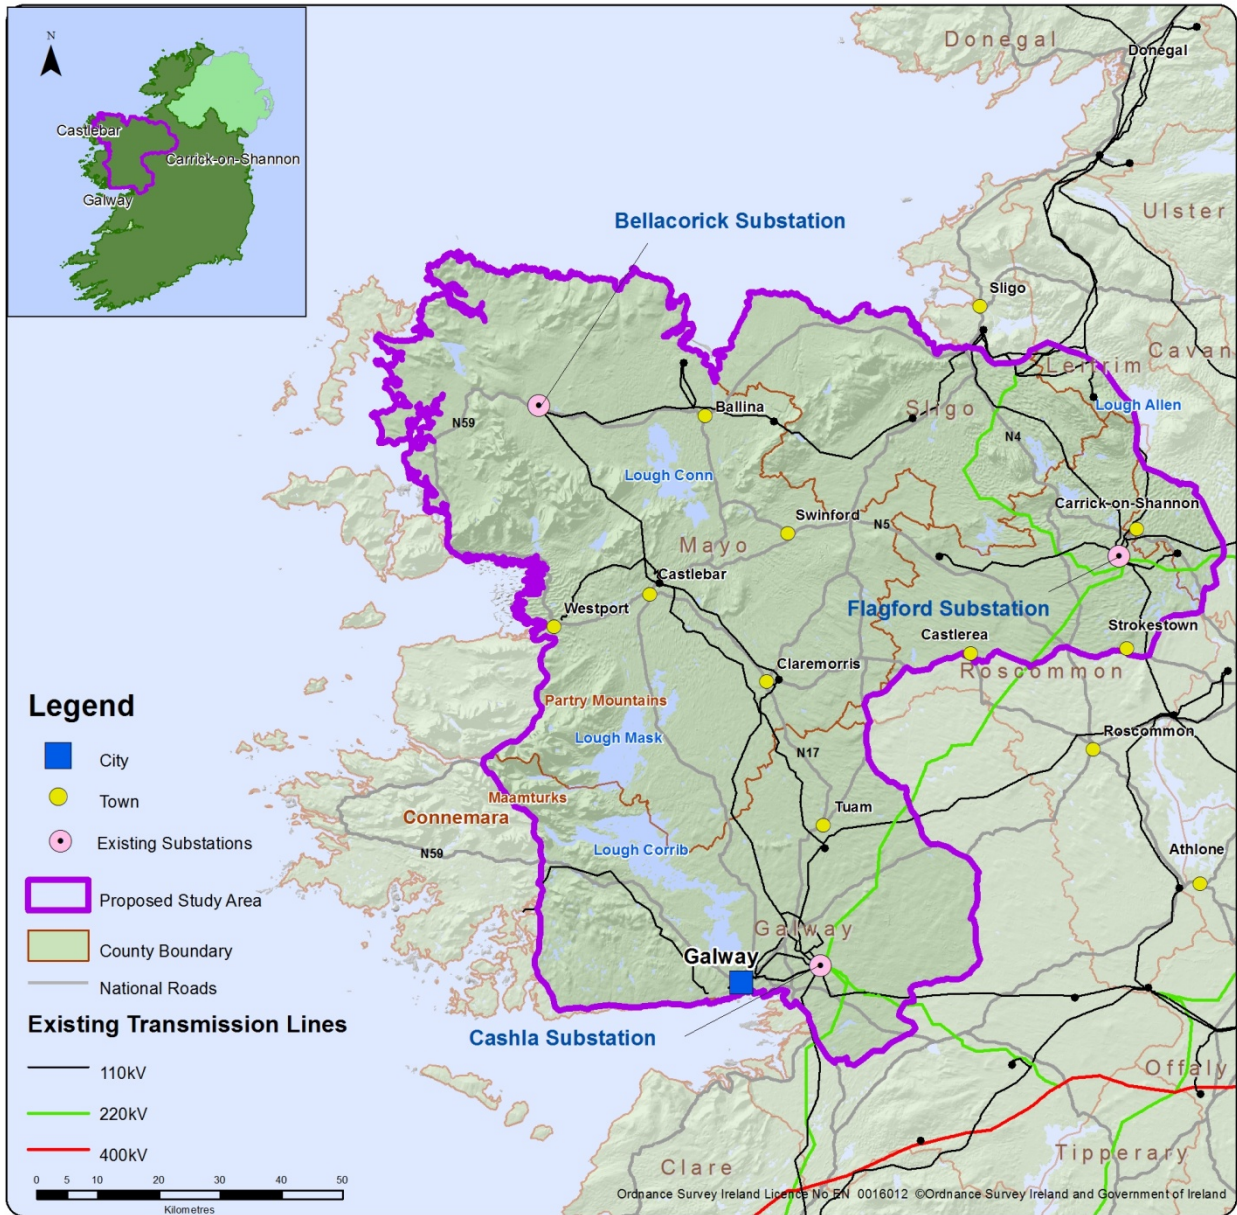 N
Castlebar
Carrick-on-Shannon
Galway
Donegal
Donegal
Ulster
Bellacorick Substation
Sligo
Cavan
Leitrim
Lough Allen
Sligo
Ballina
N59
N4
Lough Conn
Carrick-on-Shannon
Swinford
N5
Mayo
Castlebar
Westport
Flagford Substation
Castlerea
Strokestown
Claremorris
Roscommon
Partry Mountains
Lough Mask
Roscommon
N17
Maamturks
Connemara
Tuam
N59
Lough Corrib
Athlone
Galway
Galway
Cashla Substation
Offaly
Tipperary
Clare
Legend
City
Town
Existing Substations
Proposed Study Area
County Boundary
National Roads
Existing Transmission Lines
110kV
220kV
400kV
0 5 10 20 30 40 50
Kilometres
Ordnance Survey Ireland Licence No EN 0016012 ©Ordnance Survey Ireland and Government of Ireland